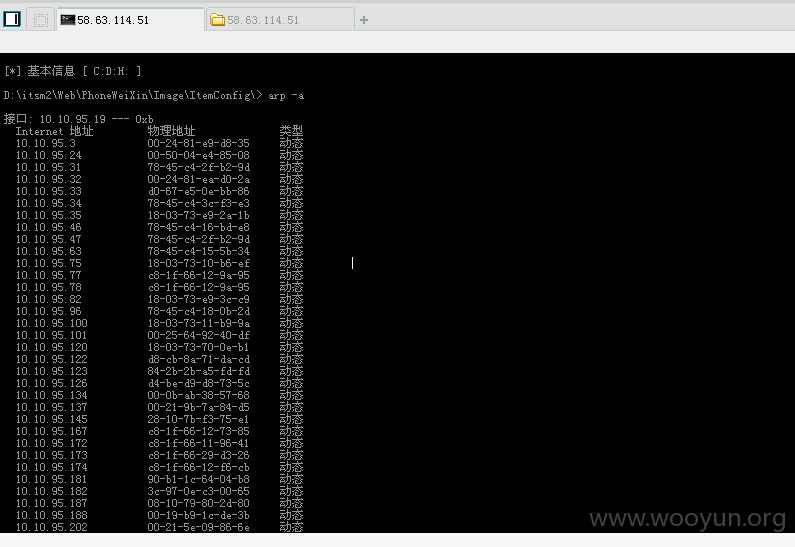 58.63.114.51 58.63.114.51
[*] 基本信息 [ C:D:H: ]
D:\itsm2\Web\PhoneWeiXin\Image\ItemConfig\> arp -a
接口: 10.10.95.19 --- 0xb
Internet 地址 物理地址 类型
10.10.95.3 00-24-81-e9-d8-35 动态
10.10.95.24 00-50-04-e4-85-08 动态
10.10.95.31 78-45-c4-2f-b2-9d 动态
10.10.95.32 00-24-81-ea-d0-2a 动态
10.10.95.33 d0-67-e5-0e-bb-86 动态
10.10.95.34 78-45-c4-3c-f3-e3 动态
10.10.95.35 18-03-73-e9-2a-1b 动态
10.10.95.46 78-45-c4-16-bd-e8 动态
10.10.95.47 78-45-c4-2f-b2-9d 动态
10.10.95.63 78-45-c4-15-5b-34 动态
10.10.95.75 18-03-73-10-b6-ef 动态
10.10.95.77 c8-1f-66-12-9a-95 动态
10.10.95.78 c8-1f-66-12-9a-95 动态
10.10.95.82 18-03-73-e9-3c-c9 动态
10.10.95.96 78-45-c4-18-0b-2d 动态
10.10.95.100 18-03-73-11-b9-9a 动态
10.10.95.101 00-25-64-92-40-df 动态
10.10.95.120 18-03-73-70-0e-b1 动态
10.10.95.122 d8-cb-8a-71-da-cd 动态
10.10.95.123 84-2b-2b-a5-fd-fd 动态
10.10.95.126 d4-be-d9-d8-73-5c 动态
10.10.95.134 00-0b-ab-38-57-68 动态
10.10.95.137 00-21-9b-7a-84-d5 动态
10.10.95.145 28-10-7b-f3-75-e1 动态
10.10.95.167 c8-1f-66-12-73-85 动态
10.10.95.172 c8-1f-66-11-96-41 动态
10.10.95.173 c8-1f-66-29-d3-26 动态
10.10.95.174 c8-1f-66-12-f6-cb 动态
10.10.95.181 90-b1-1c-64-04-b8 动态
10.10.95.182 3c-97-0e-c3-00-65 动态
10.10.95.187 08-10-79-80-2d-80 动态
10.10.95.188 00-19-b9-1c-de-3b 动态
10.10.95.202 00-21-5e-09-86-6e 动态
www.wooyun.org